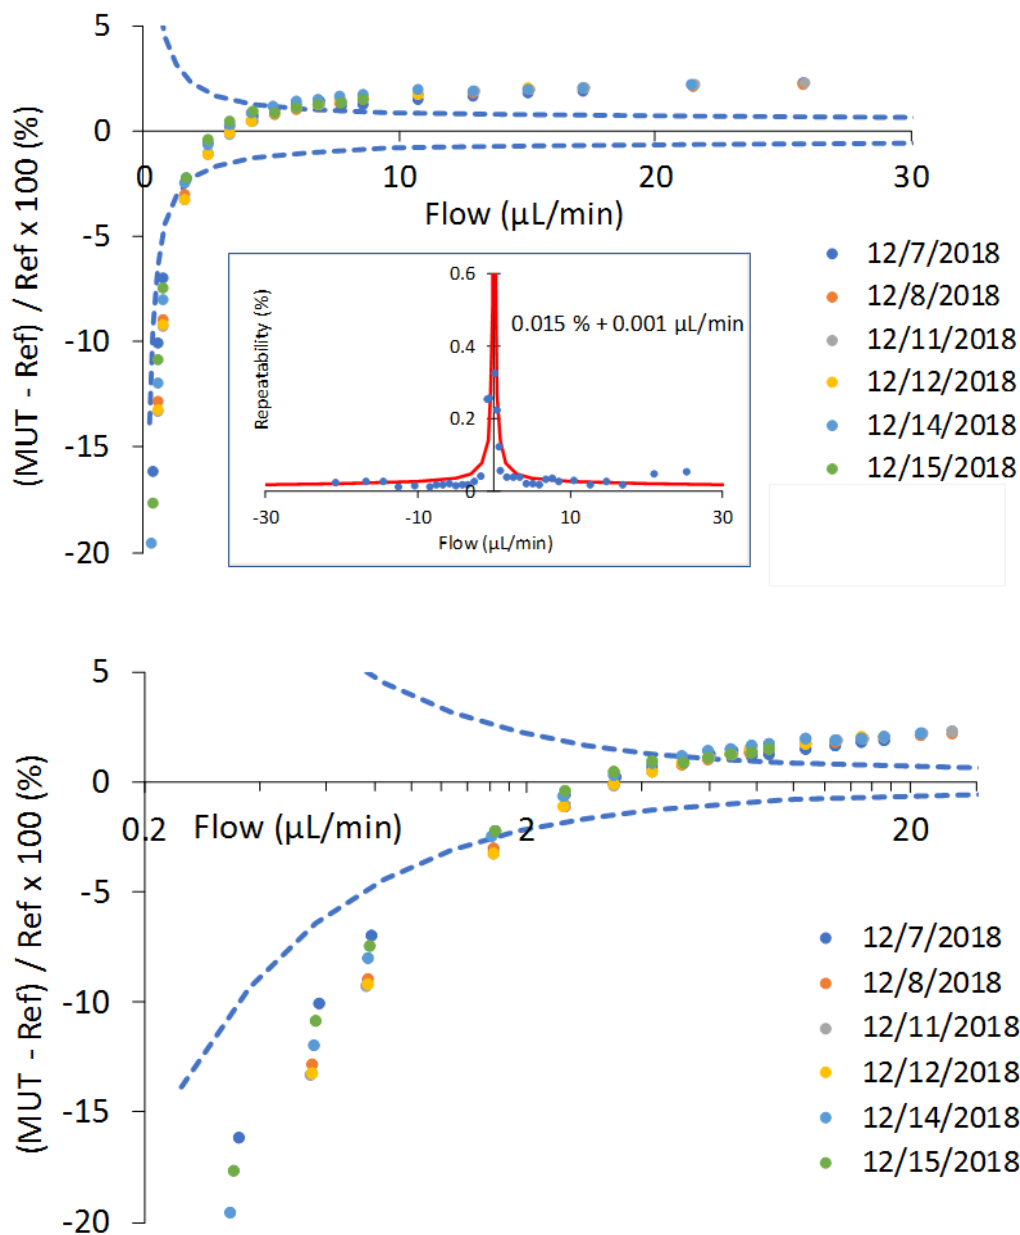 5
0
-5
-10
-15
-20
(MUT - Ref) / Ref x 100 (%)
0 10 20 30
Flow (µL/min)
12/7/2018
12/8/2018
12/11/2018
12/12/2018
12/14/2018
12/15/2018
0.6
0.4
0.2
0
Repeatability (%)
0.015 % + 0.001 µL/min
-30 -10 10 30
Flow (µL/min)
5
0
-5
-10
-15
-20
(MUT - Ref) / Ref x 100 (%)
0.2 2 20
Flow (µL/min)
12/7/2018
12/8/2018
12/11/2018
12/12/2018
12/14/2018
12/15/2018